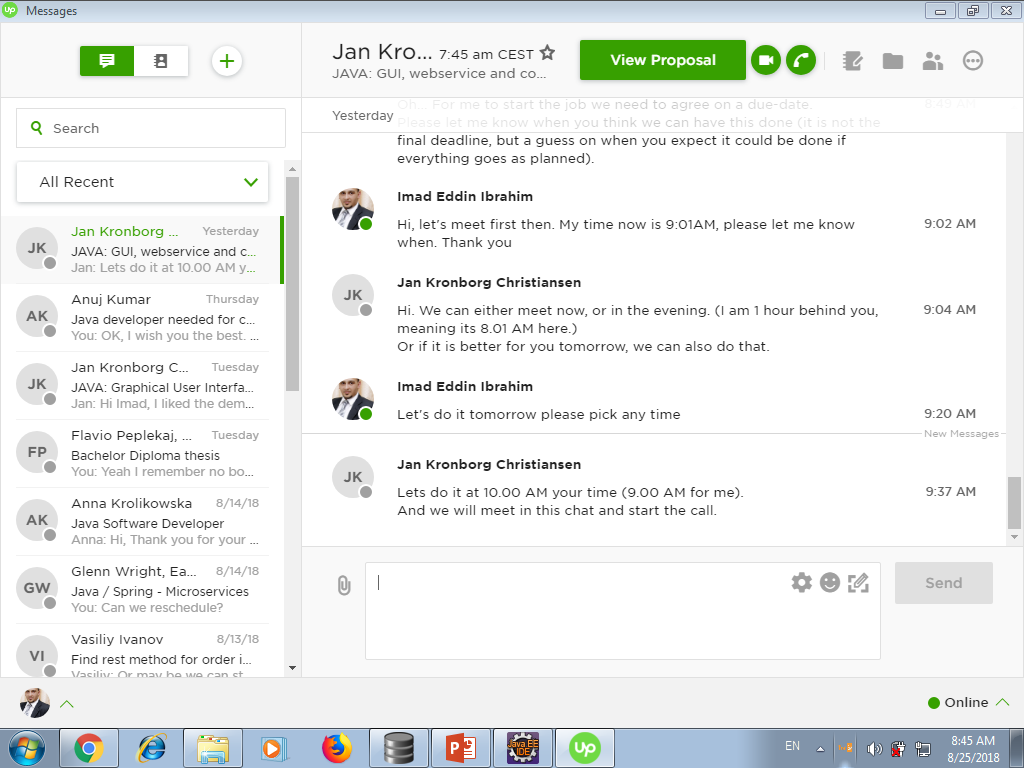 Up Messages
Jan Kro... 7:45 am CEST
JAVA: GUI, webservice and co...
View Proposal
Search
All Recent
Jan Kronborg ... Yesterday
JAVA: GUI, webservice and c...
Jan: Lets do it at 10.00 AM y...
JK
Anuj Kumar Thursday
Java developer needed for c...
You: OK, I wish you the best. ...
AK
Jan Kronborg C... Tuesday
JAVA: Graphical User Interfa...
Jan: Hi Imad, I liked the dem...
JK
Flavio Peplekaj, ... Tuesday
Bachelor Diploma thesis
You: Yeah I remember no bo...
FP
Anna Krolikowska 8/14/18
Java Software Developer
Anna: Hi, Thank you for your ...
AK
Glenn Wright, Ea... 8/14/18
Java / Spring - Microservices
You: Can we reschedule?
GW
Vasiliy Ivanov 8/13/18
Find rest method for order i...
Vasiliy: Or may be we can st
VI
Yesterday
Oh... For me to start the job we need to agree on a due-date. 8:49 AM
Please let me know when you think we can have this done (it is not the
final deadline, but a guess on when you expect it could be done if
everything goes as planned).
Imad Eddin Ibrahim
Hi, let's meet first then. My time now is 9:01AM, please let me know 9:02 AM
when. Thank you
JK
Jan Kronborg Christiansen
Hi. We can either meet now, or in the evening. (I am 1 hour behind you, 9:04 AM
meaning its 8.01 AM here.)
Or if it is better for you tomorrow, we can also do that.
Imad Eddin Ibrahim
Let's do it tomorrow please pick any time 9:20 AM
New Messages
JK
Jan Kronborg Christiansen
Lets do it at 10.00 AM your time (9.00 AM for me). 9:37 AM
And we will meet in this chat and start the call.
Send
Online
Java EE
IDE
Up
EN
8:45 AM
8/25/2018